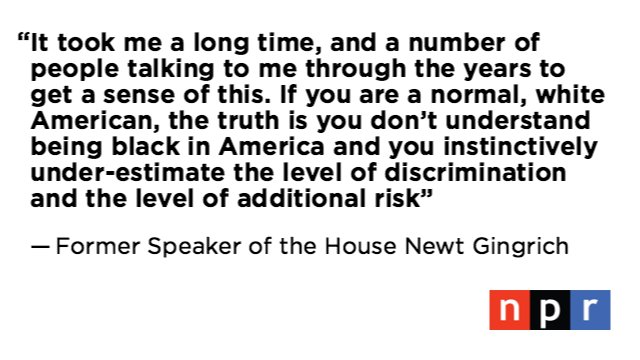 “It took me a long time, and a number of
people talking to me through the years to
get a sense of this. If you are a normal, white
American, the truth is you don’t understand
being black in America and you instinctively
under-estimate the level of discrimination
and the level of additional risk”
— Former Speaker of the House Newt Gingrich
npr